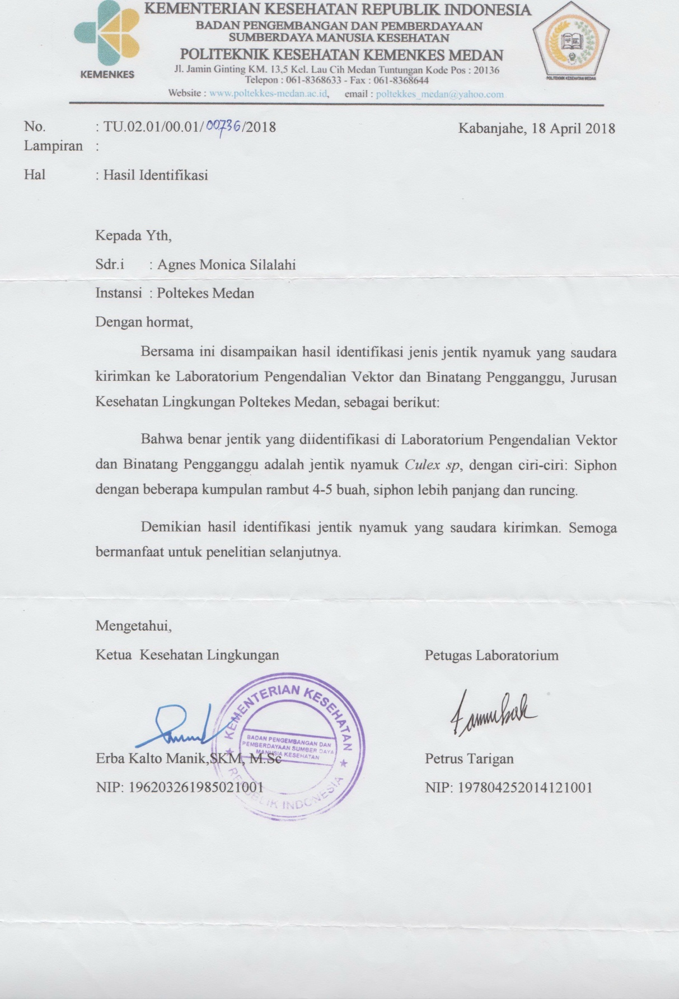 KEMENTERIAN KESEHATAN REPUBLIK INDONESIA
BADAN PENGEMBANGAN DAN PEMBERDAYAAN
SUMBERDAYA MANUSIA KESEHATAN
POLITEKNIK KESEHATAN KEMENKES MEDAN
Jl. Jamin Ginting KM. 13,5 Kel. Lau Cih Medan Tuntungan Kode Pos : 20136
Telepon : 061-8368633 - Fax : 061-8368644
Website : www.poltekkes-medan.ac.id, email : poltekkes_medan@yahoo.com
KEMENKES
POLITEKNIK KESEHATAN MEDAN
No. : TU.02.01/00.01/00736/2018 Kabanjahe, 18 April 2018
Lampiran :
Hal : Hasil Identifikasi
Kepada Yth,
Sdr.i : Agnes Monica Silalahi
Instansi : Poltekes Medan
Dengan hormat,
Bersama ini disampaikan hasil identifikasi jenis jentik nyamuk yang saudara
kirimkan ke Laboratorium Pengendalian Vektor dan Binatang Pengganggu, Jurusan
Kesehatan Lingkungan Poltekes Medan, sebagai berikut:
Bahwa benar jentik yang diidentifikasi di Laboratorium Pengendalian Vektor
dan Binatang Pengganggu adalah jentik nyamuk Culex sp, dengan ciri-ciri: Siphon
dengan beberapa kumpulan rambut 4-5 buah, siphon lebih panjang dan runcing.
Demikian hasil identifikasi jentik nyamuk yang saudara kirimkan. Semoga
bermanfaat untuk penelitian selanjutnya.
Mengetahui,
Ketua Kesehatan Lingkungan Petugas Laboratorium
KEMENTERIAN KESEHATAN
BADAN PENGEMBANGAN DAN
PEMBERDAYAAN SUMBER DAYA
MANUSIA KESEHATAN
REPUBLIK INDONESIA
Erba Kalto Manik,SKM, M.Sc Petrus Tarigan
NIP: 196203261985021001 NIP: 197804252014121001